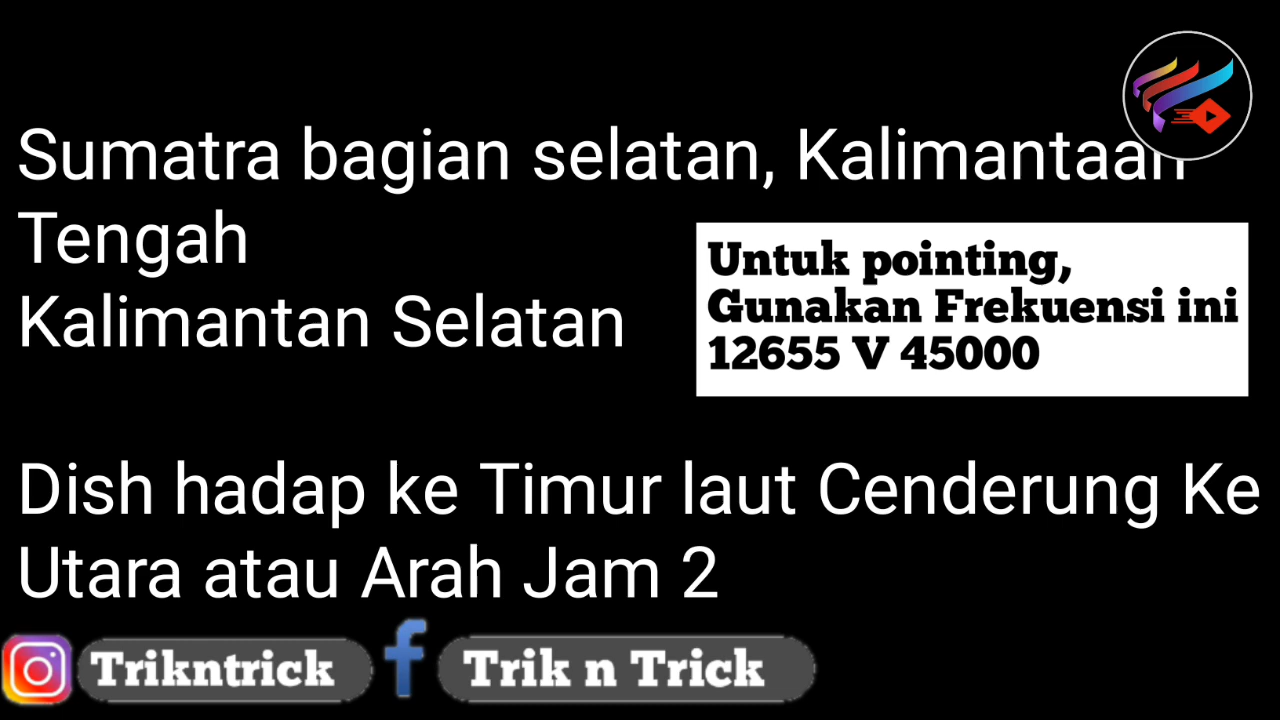 Sumatra bagian selatan, Kalimantaan
Tengah
Kalimantan Selatan
Untuk pointing,
Gunakan Frekuensi ini
12655 V 45000
Dish hadap ke Timur laut Cenderung Ke
Utara atau Arah Jam 2
Trikntrick
Trik n Trick